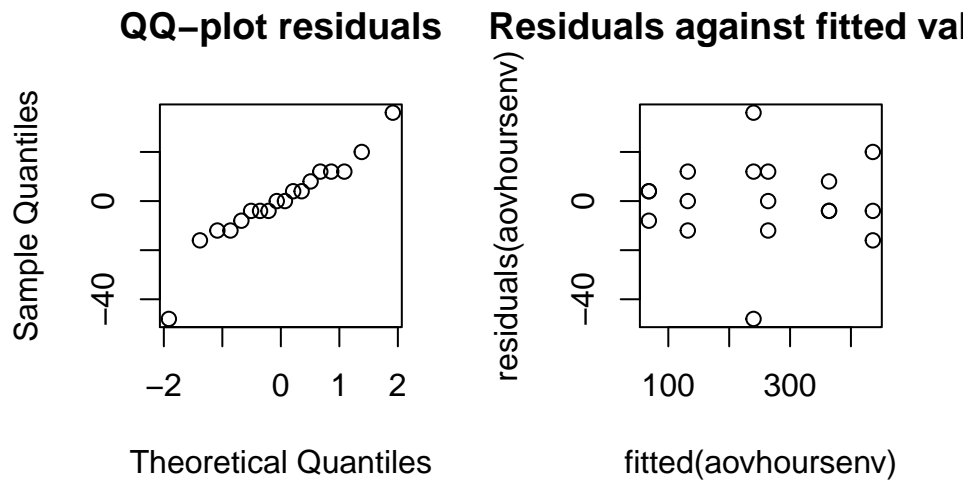 QQ−plot residuals
Sample Quantiles
0
−40
−2
0
1
2
Theoretical Quantiles
Residuals against fitted val
residuals(aovhoursenv)
0
−40
100
300
fitted(aovhoursenv)